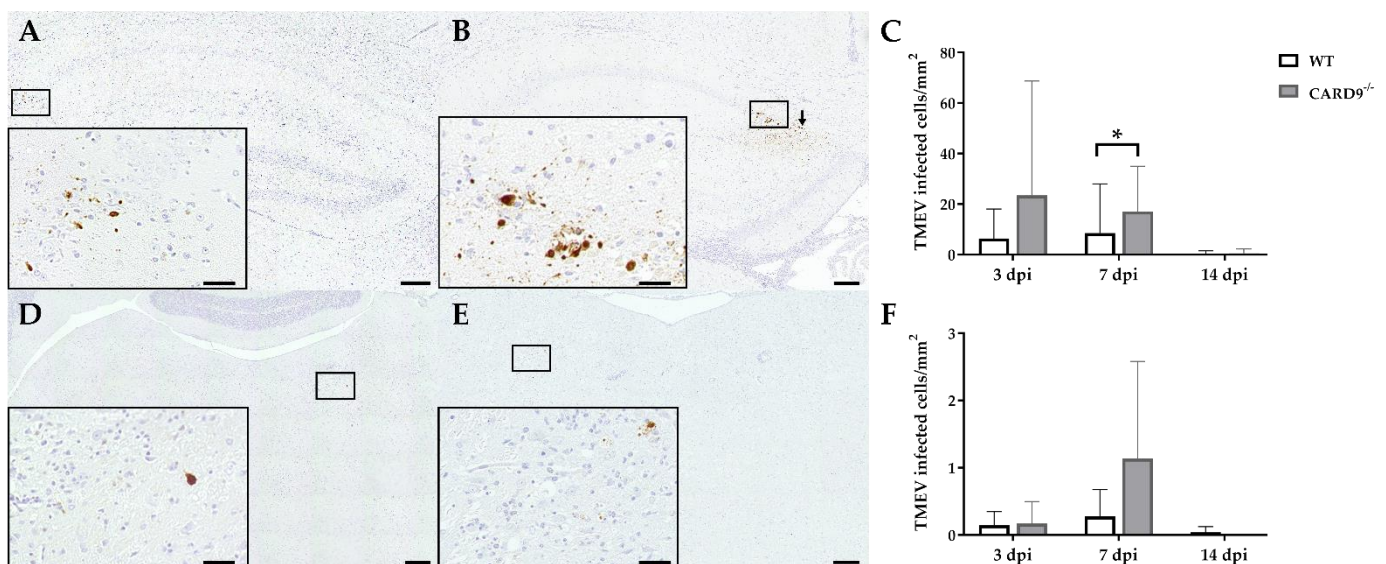 A
B
C
TMEV infected cells/mm²
80
60
40
20
0
*
3 dpi
7 dpi
14 dpi
WT
CARD9⁻/⁻
D
E
F
TMEV infected cells/mm²
3
2
1
0
3 dpi
7 dpi
14 dpi